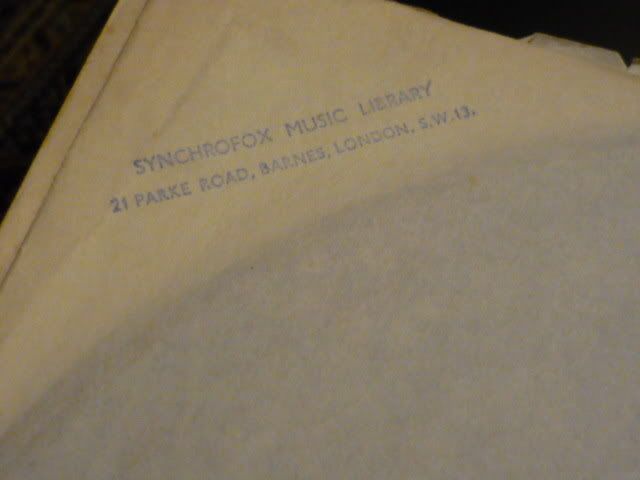 SYNCHROFOX MUSIC LIBRARY
21 PARKE ROAD, BARNES, LONDON, S.W.13.